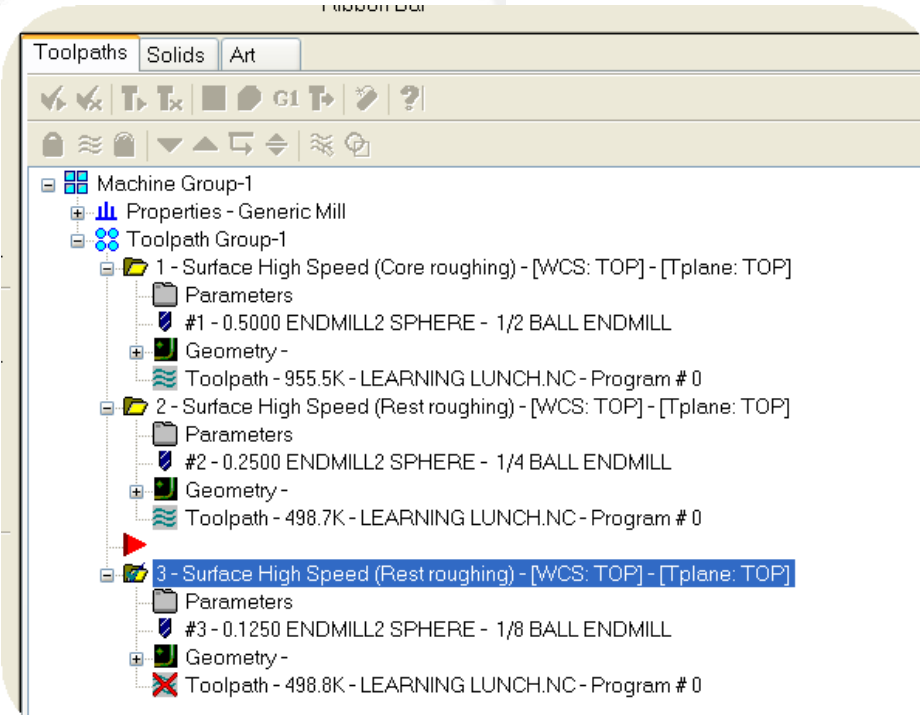 Ribbon Bar
Toolpaths Solids Art
G1
Machine Group-1
Properties - Generic Mill
Toolpath Group-1
1 - Surface High Speed (Core roughing) - [WCS: TOP] - [Tplane: TOP]
Parameters
#1 - 0.5000 ENDMILL2 SPHERE - 1/2 BALL ENDMILL
Geometry -
Toolpath - 955.5K - LEARNING LUNCH.NC - Program # 0
2 - Surface High Speed (Rest roughing) - [WCS: TOP] - [Tplane: TOP]
Parameters
#2 - 0.2500 ENDMILL2 SPHERE - 1/4 BALL ENDMILL
Geometry -
Toolpath - 498.7K - LEARNING LUNCH.NC - Program # 0
3 - Surface High Speed (Rest roughing) - [WCS: TOP] - [Tplane: TOP]
Parameters
#3 - 0.1250 ENDMILL2 SPHERE - 1/8 BALL ENDMILL
Geometry -
Toolpath - 498.8K - LEARNING LUNCH.NC - Program # 0